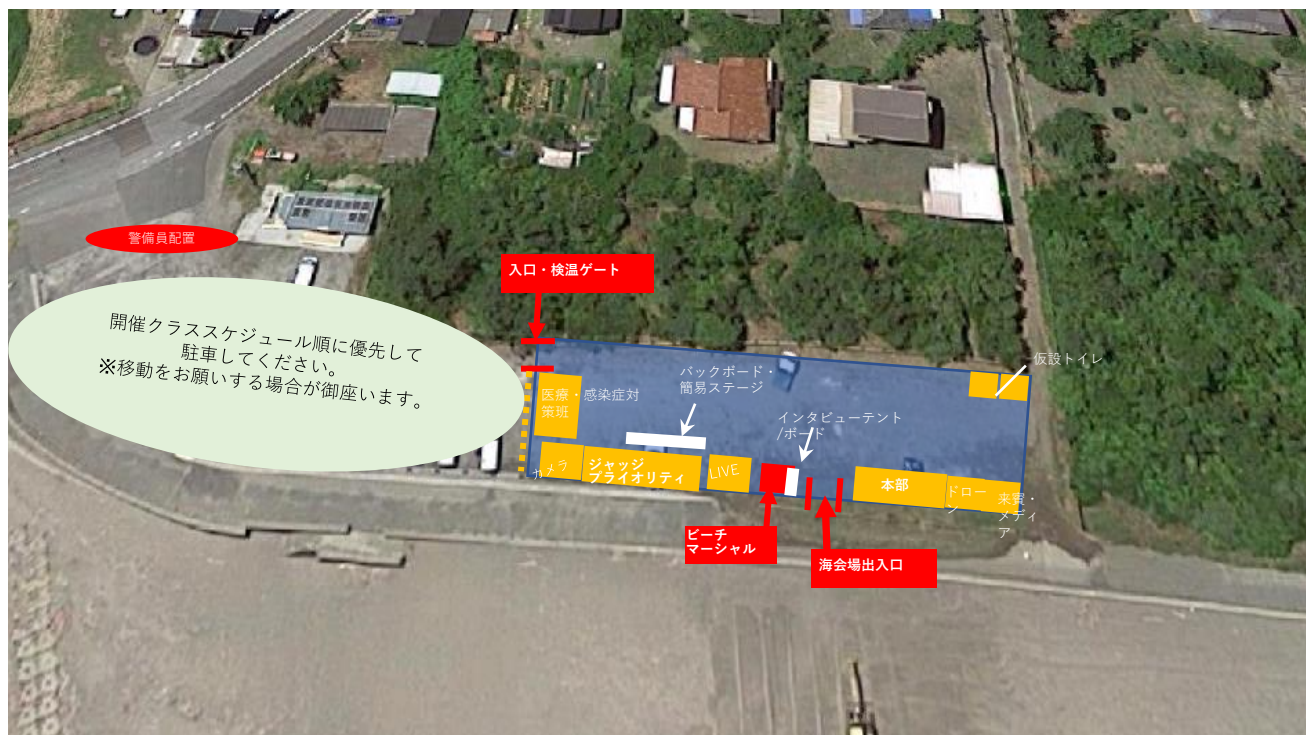 警備員配置
入口・検温ゲート
開催クラススケジュール順に優先して
駐車してください。
※移動をお願いする場合が御座います。
仮設トイレ
バックボード・
簡易ステージ
医療・感染症対
策班
インタビューテント
/ボード
カメラ
ジャッジ
プライオリティ
LIVE
本部
ドロー
ン
来賓・
メディ
ア
ビーチ
マーシャル
海会場出入口